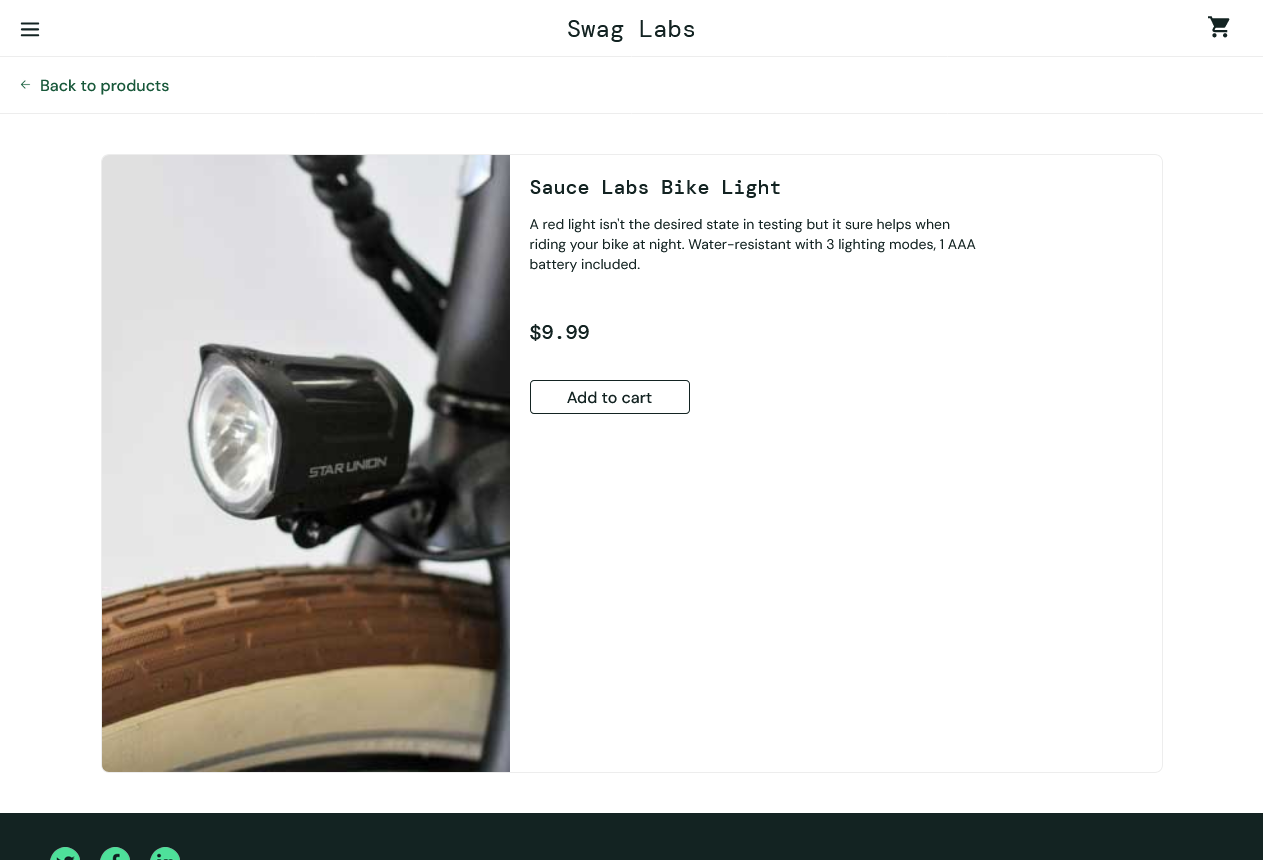 Swag Labs
Back to products
Sauce Labs Bike Light
A red light isn't the desired state in testing but it sure helps when
riding your bike at night. Water-resistant with 3 lighting modes, 1 AAA
battery included.
$9.99
Add to cart
STAR UNION